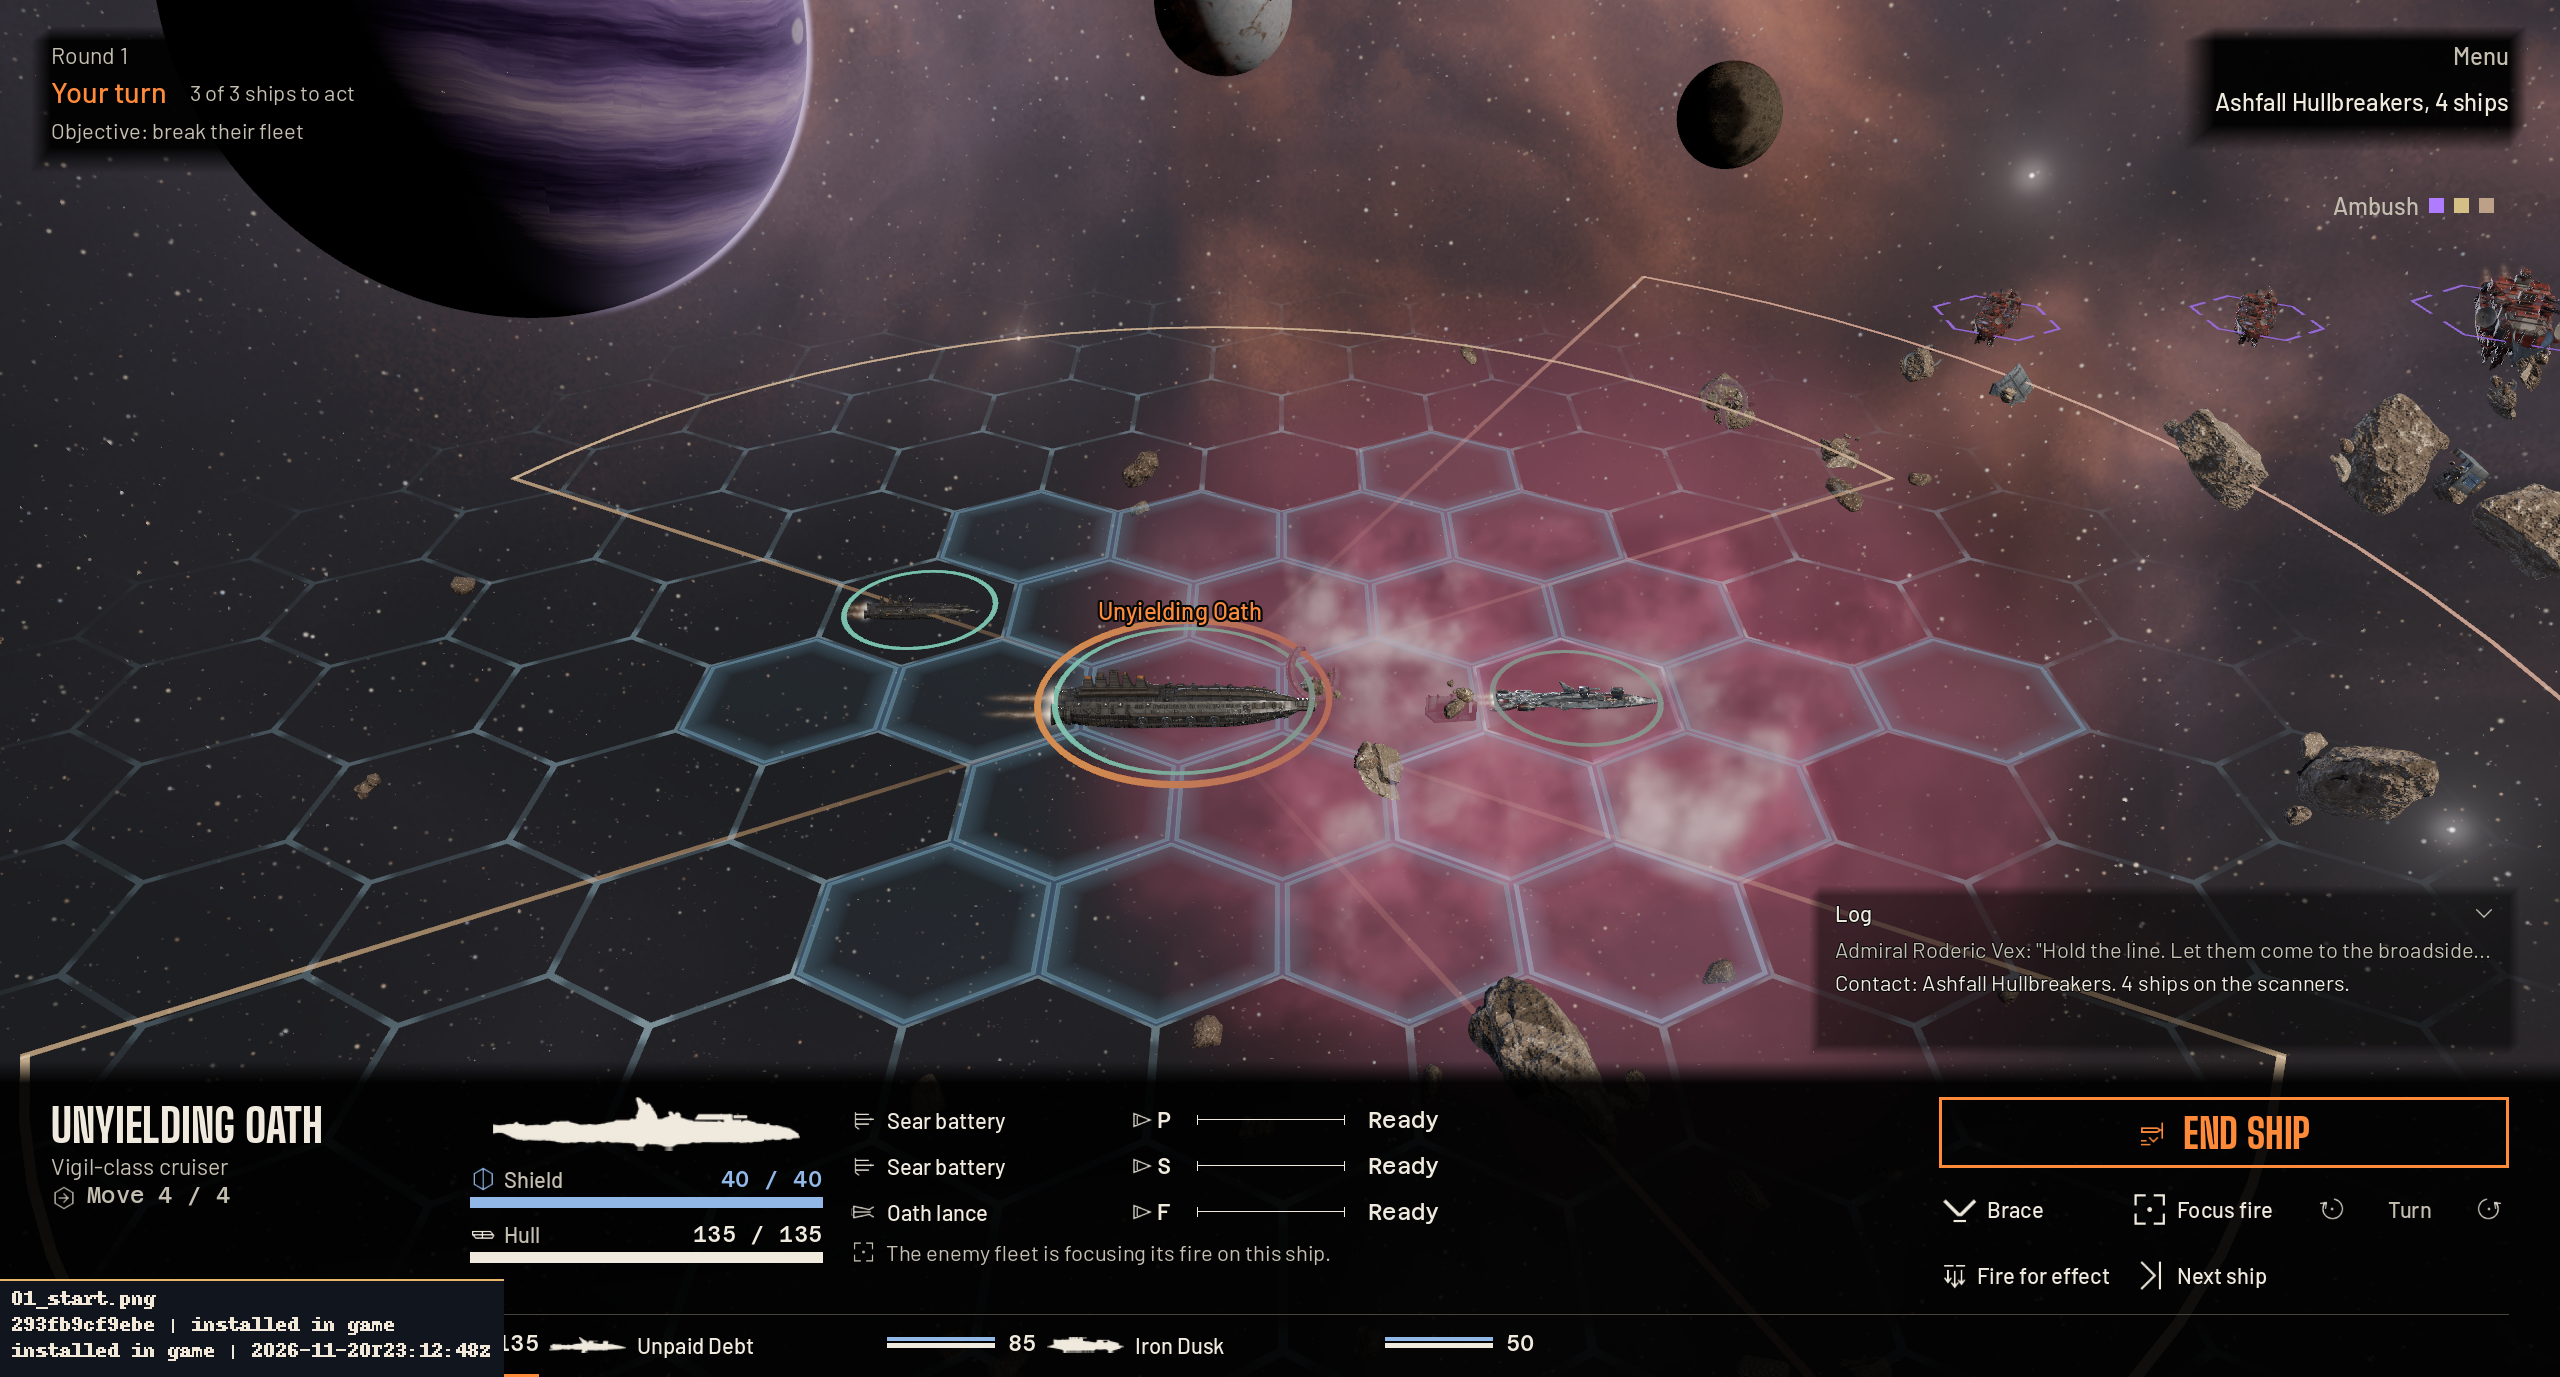 Round 1
Your turn 3 of 3 ships to act
Objective: break their fleet
Menu
Ashfall Hullbreakers, 4 ships
Ambush
Unyielding Oath
Log
Admiral Roderic Vex: "Hold the line. Let them come to the broadside...
Contact: Ashfall Hullbreakers. 4 ships on the scanners.
UNYIELDING OATH
Vigil-class cruiser
Move 4 / 4
Shield 40 / 40
Hull 135 / 135
Sear battery P Ready
Sear battery S Ready
Oath lance F Ready
The enemy fleet is focusing its fire on this ship.
END SHIP
Brace Focus fire Turn
Fire for effect Next ship
01_start.png
293fb9cf9ebe | installed in game
installed in game | 2026-11-20T23:12:48Z
135 Unpaid Debt 85 Iron Dusk 50